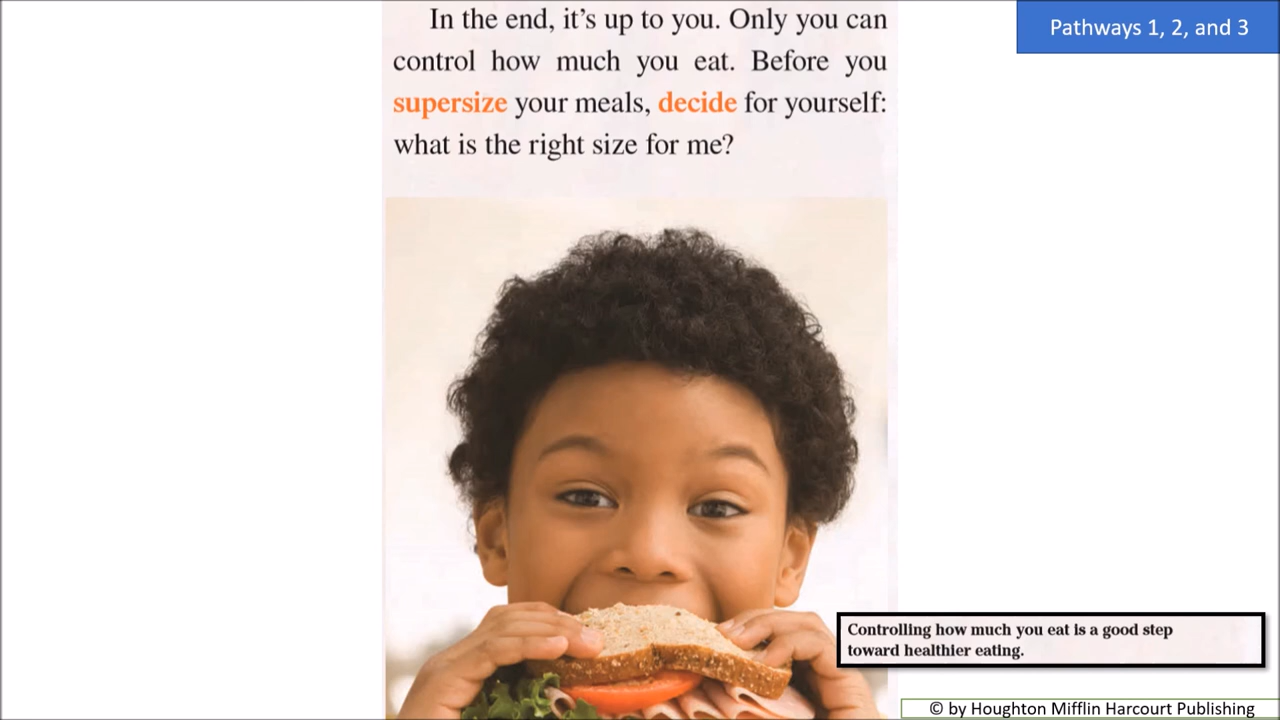 In the end, it's up to you. Only you can
control how much you eat. Before you
supersize your meals, decide for yourself:
what is the right size for me?
Pathways 1, 2, and 3
Controlling how much you eat is a good step
toward healthier eating.
© by Houghton Mifflin Harcourt Publishing